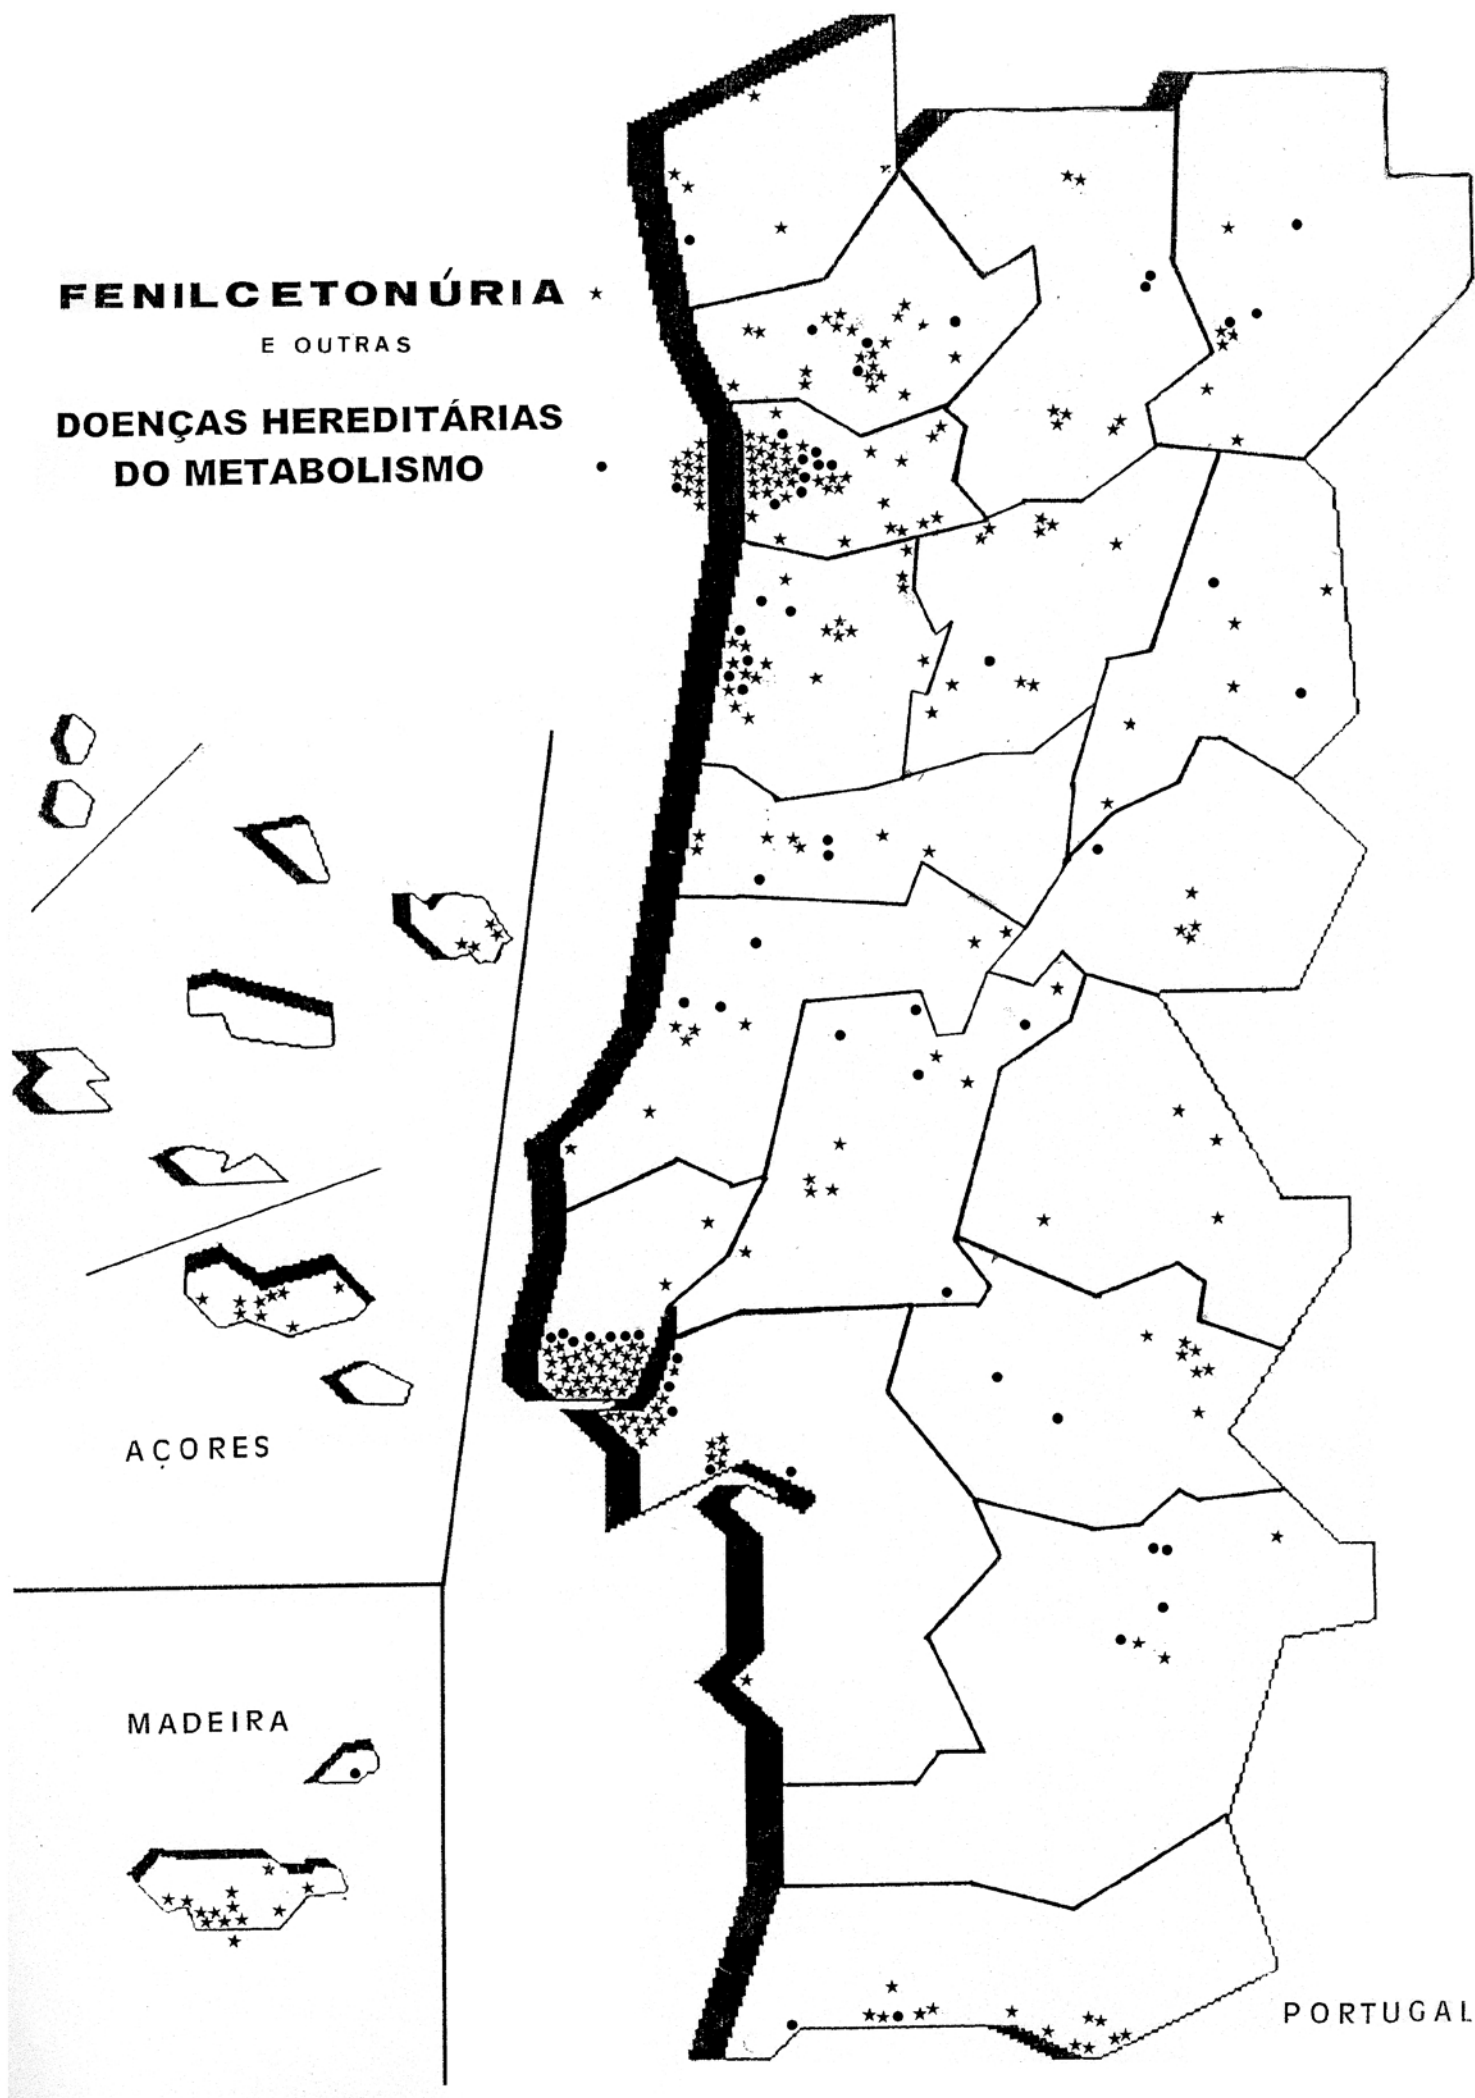 FENILCETONÚRIA ★
E OUTRAS
DOENÇAS HEREDITÁRIAS
DO METABOLISMO ●
AÇORES
MADEIRA
PORTUGAL